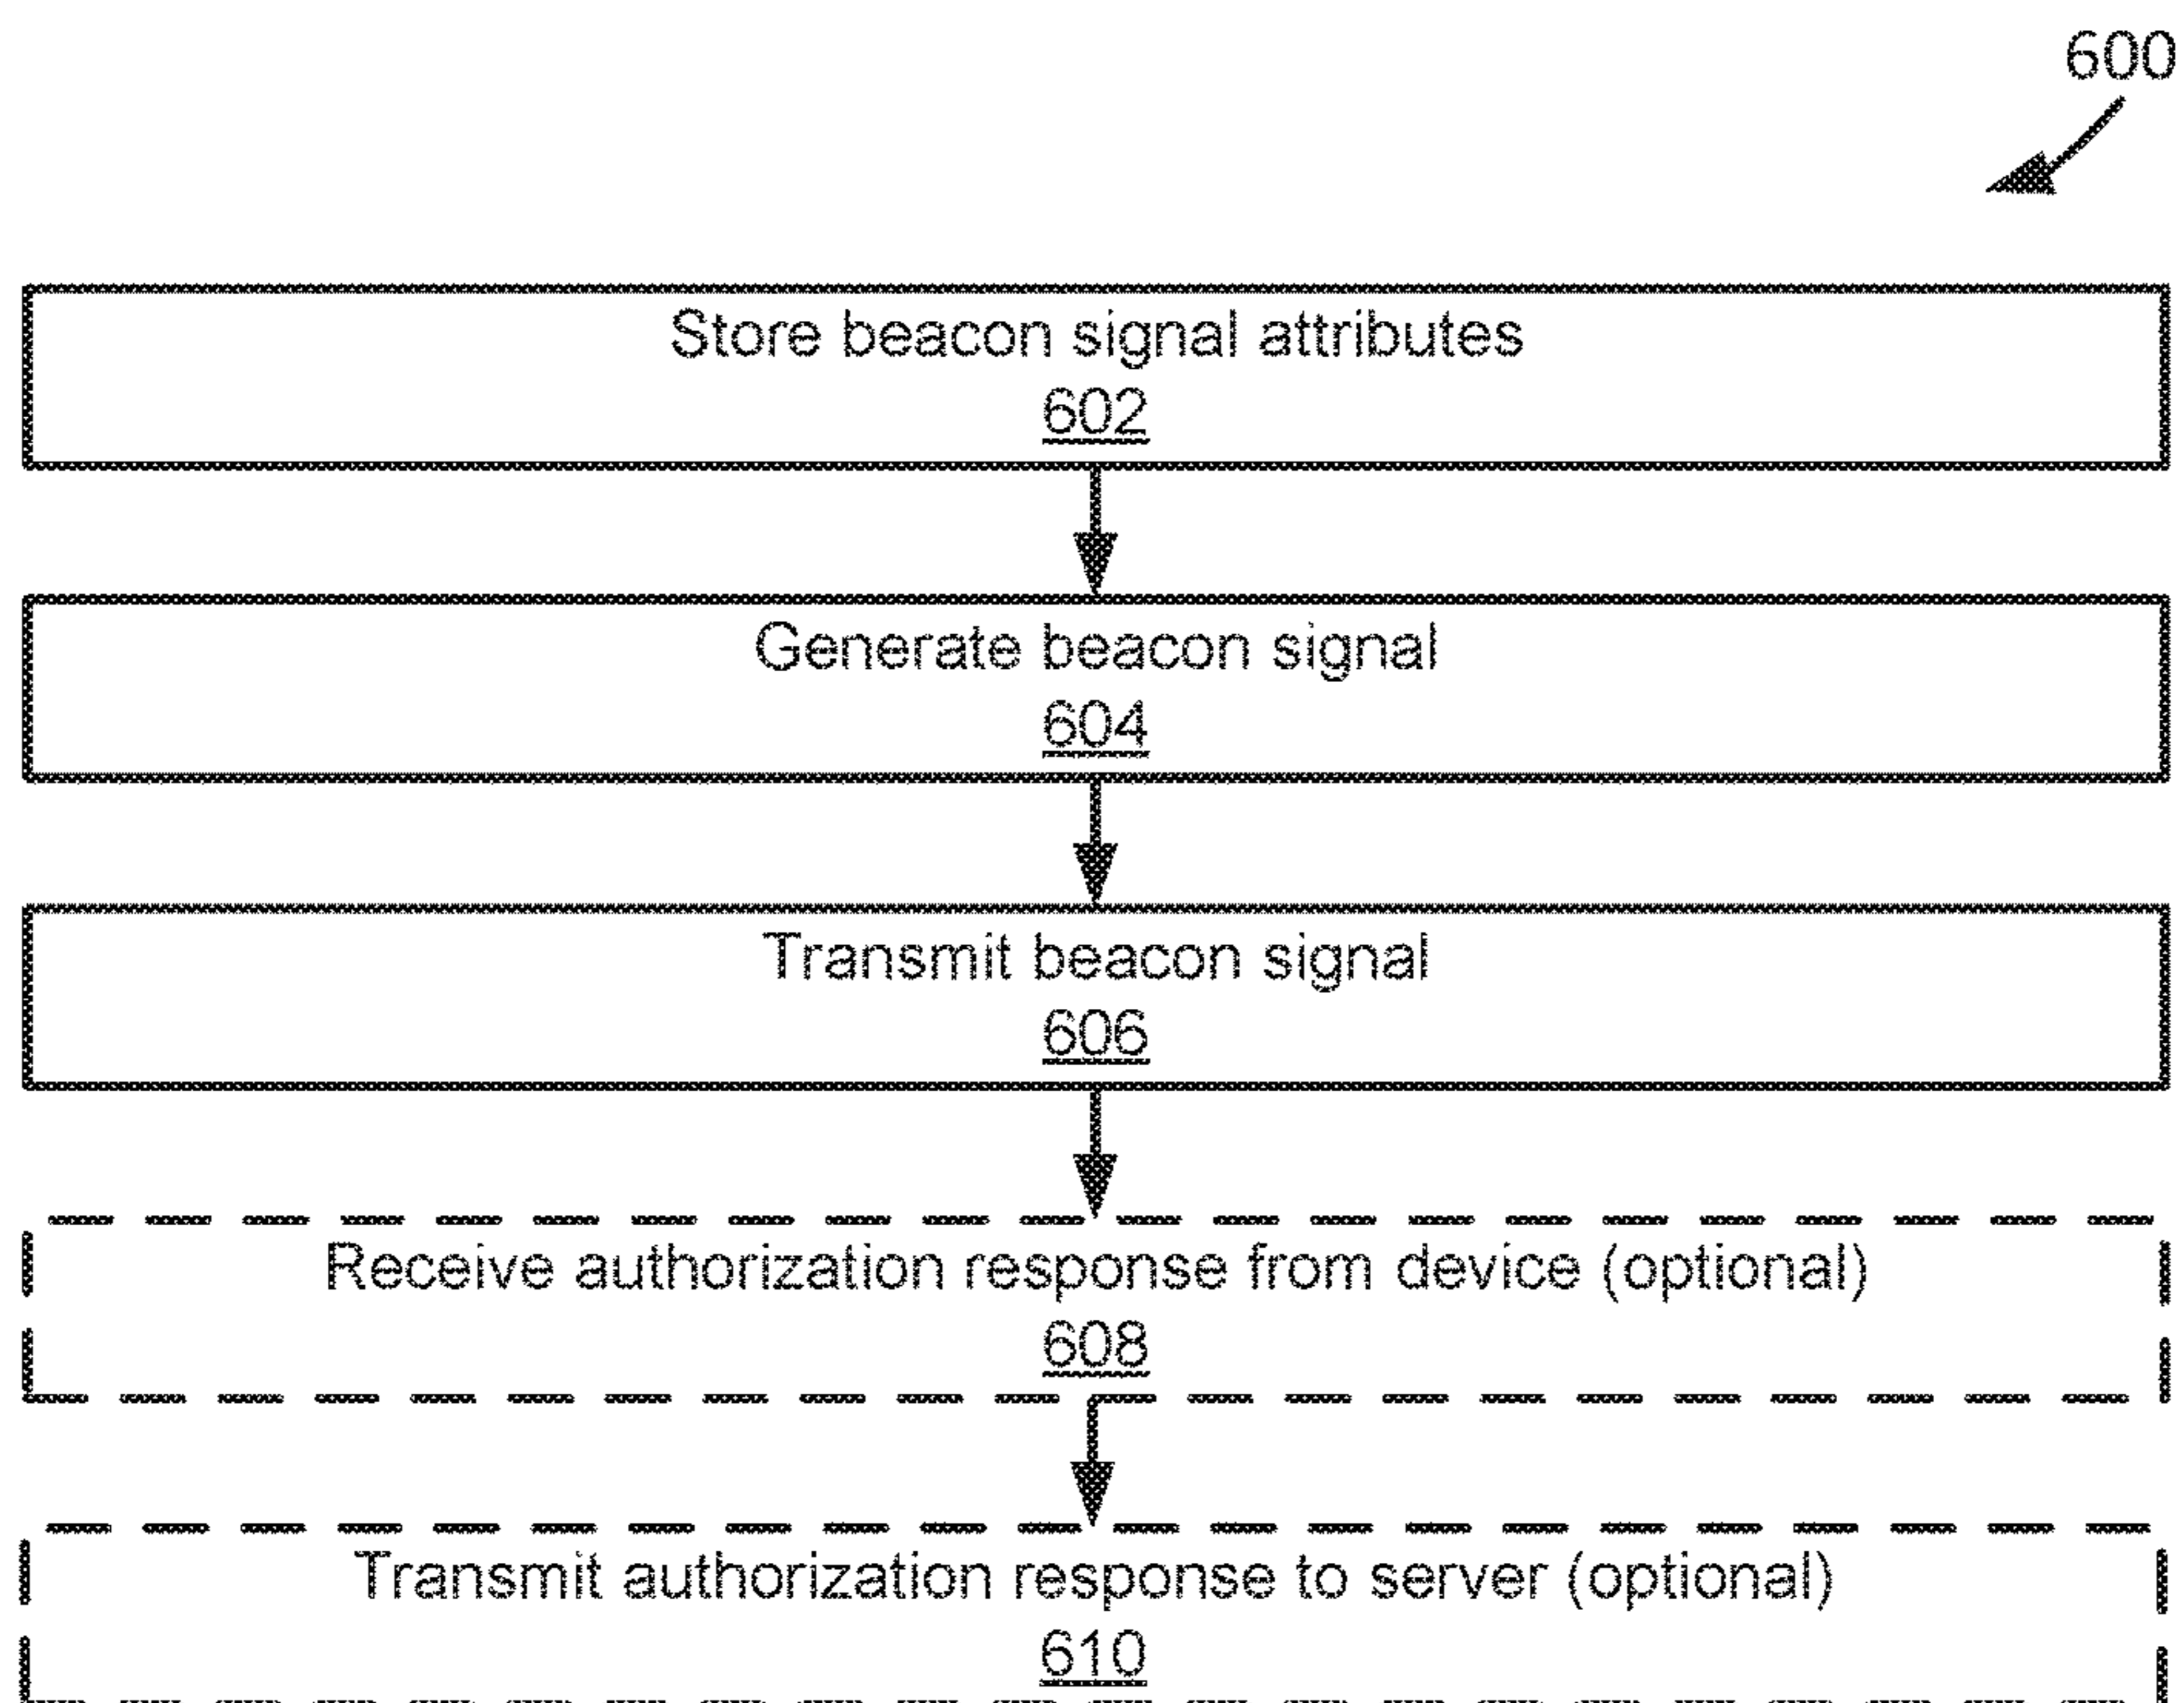 600
Store beacon signal attributes
602
Generate beacon signal
604
Transmit beacon signal
606
Receive authorization response from device (optional)
608
Transmit authorization response to server (optional)
610